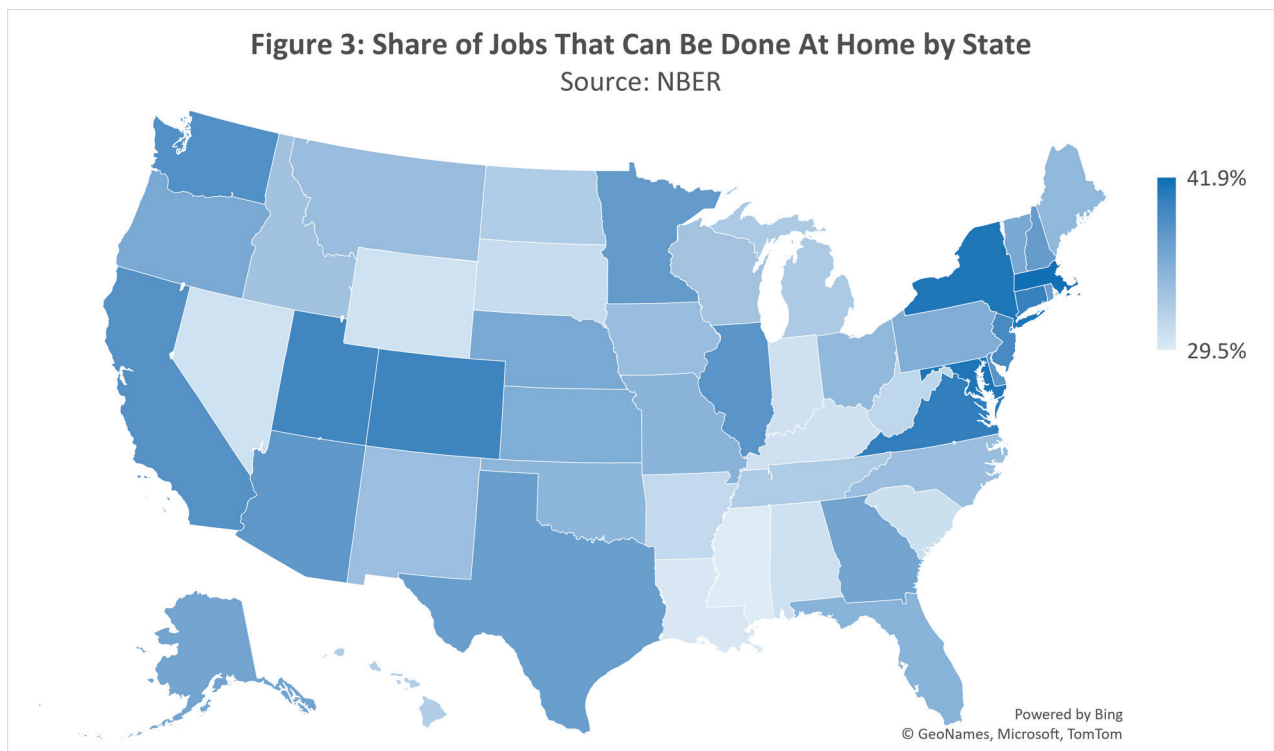 Figure 3: Share of Jobs That Can Be Done At Home by State
Source: NBER
41.9%
29.5%
Powered by Bing
© GeoNames, Microsoft, TomTom